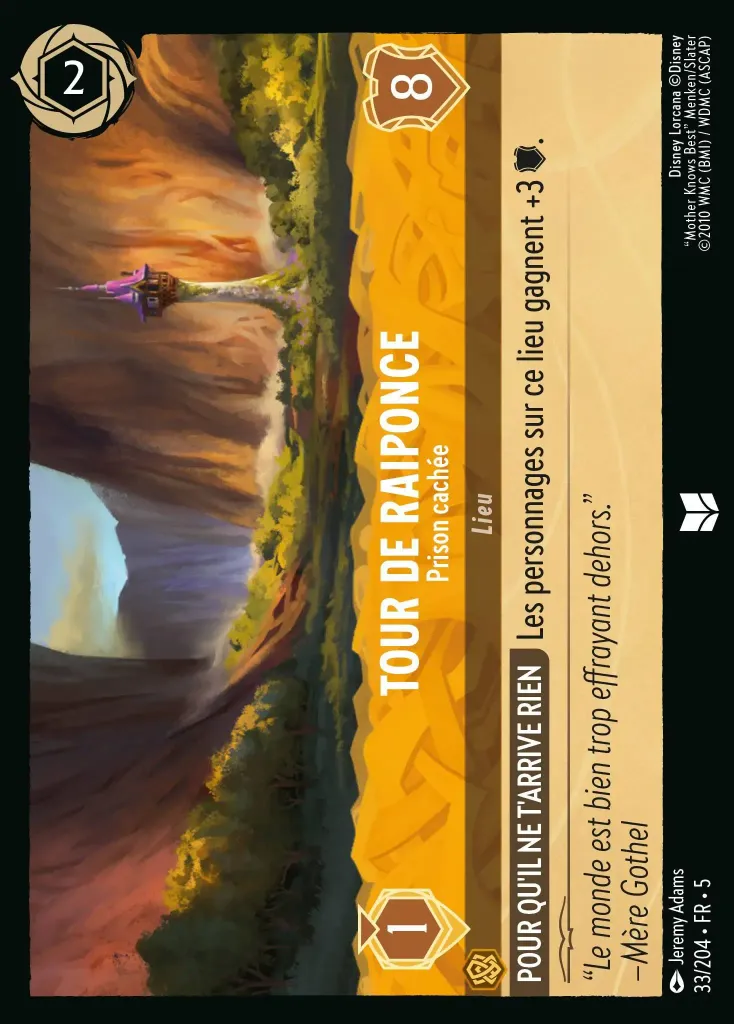 2
8
TOUR DE RAIPONCE
Prison cachée
1
Lieu
POUR QU'IL NE T'ARRIVE RIEN Les personnages sur ce lieu gagnent +3 .
“Le monde est bien trop effrayant dehors.”
–Mère Gothel
Jeremy Adams
33/204 • FR • 5
Disney Lorcana ©Disney
“Mother Knows Best” Menken/Slater
©2010 WMC (BMI) / WDMC (ASCAP)